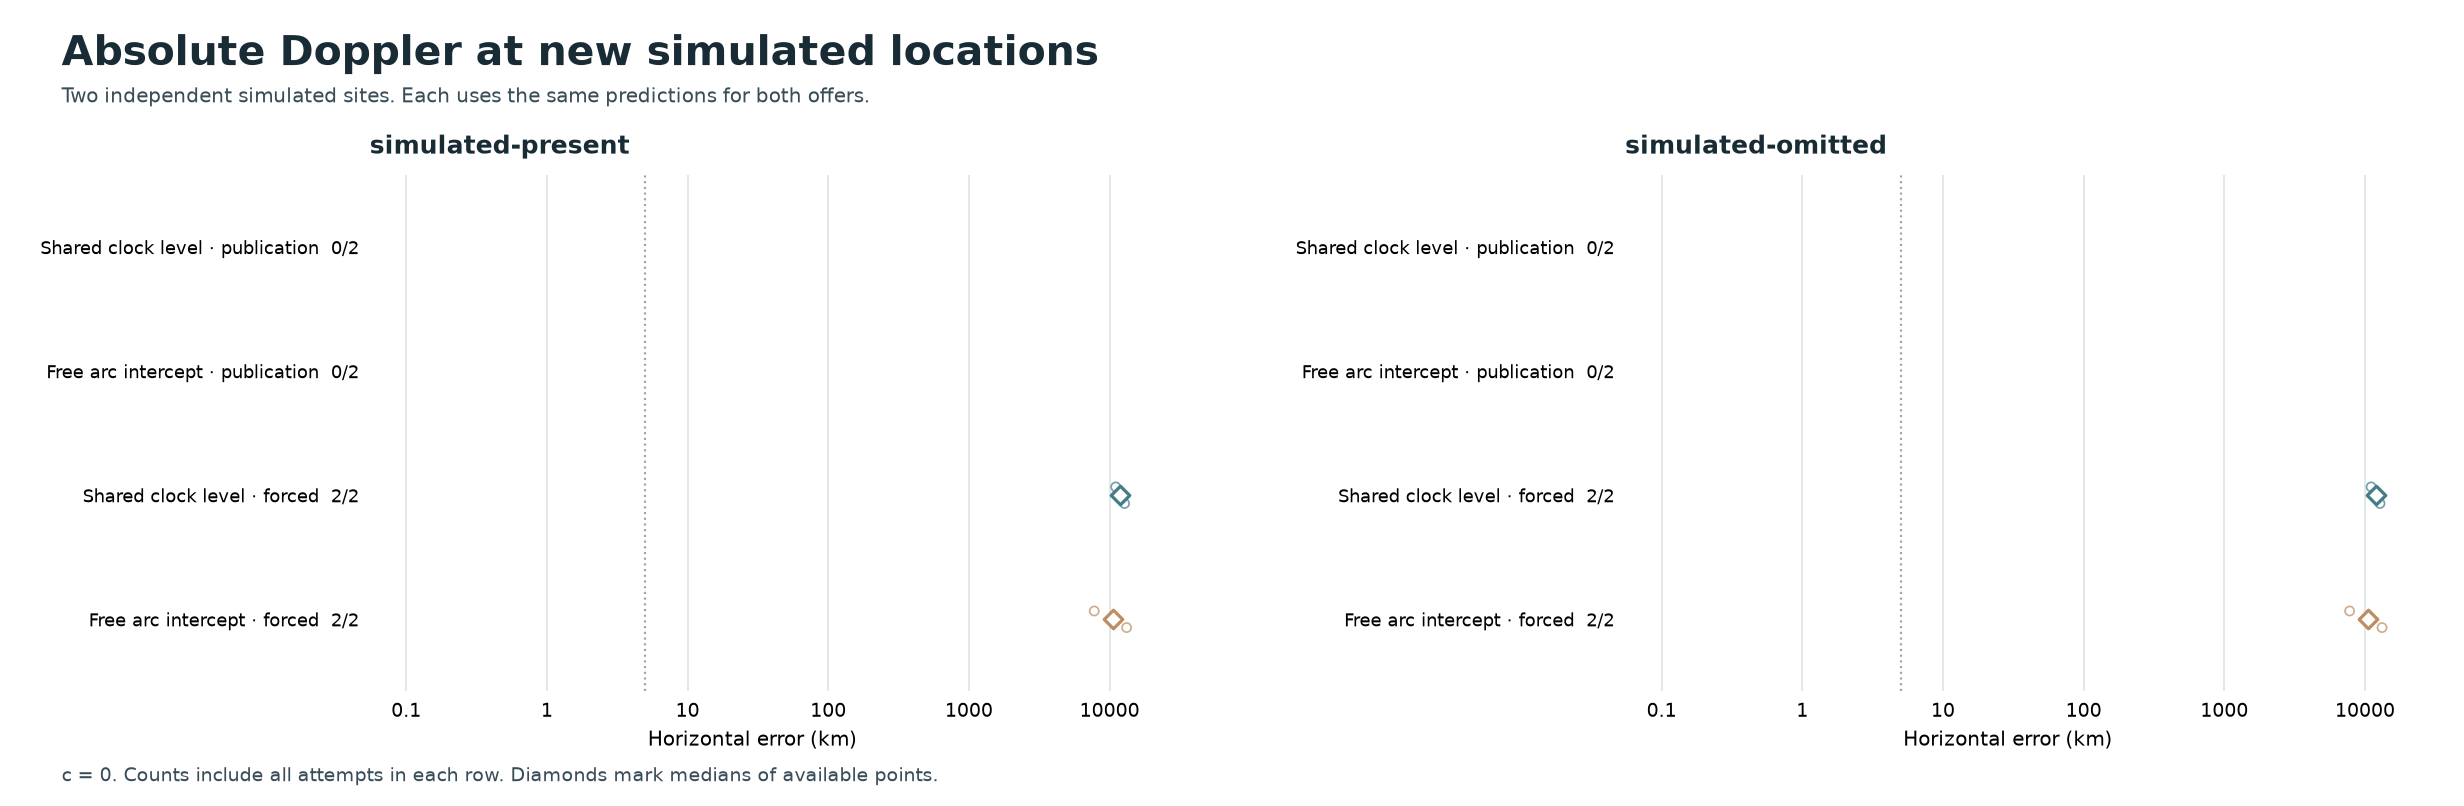 Absolute Doppler at new simulated locations
Two independent simulated sites. Each uses the same predictions for both offers.
simulated-present
Shared clock level · publication 0/2
Free arc intercept · publication 0/2
Shared clock level · forced 2/2
Free arc intercept · forced 2/2
0.1 1 10 100 1000 10000
Horizontal error (km)
simulated-omitted
Shared clock level · publication 0/2
Free arc intercept · publication 0/2
Shared clock level · forced 2/2
Free arc intercept · forced 2/2
0.1 1 10 100 1000 10000
Horizontal error (km)
c = 0. Counts include all attempts in each row. Diamonds mark medians of available points.